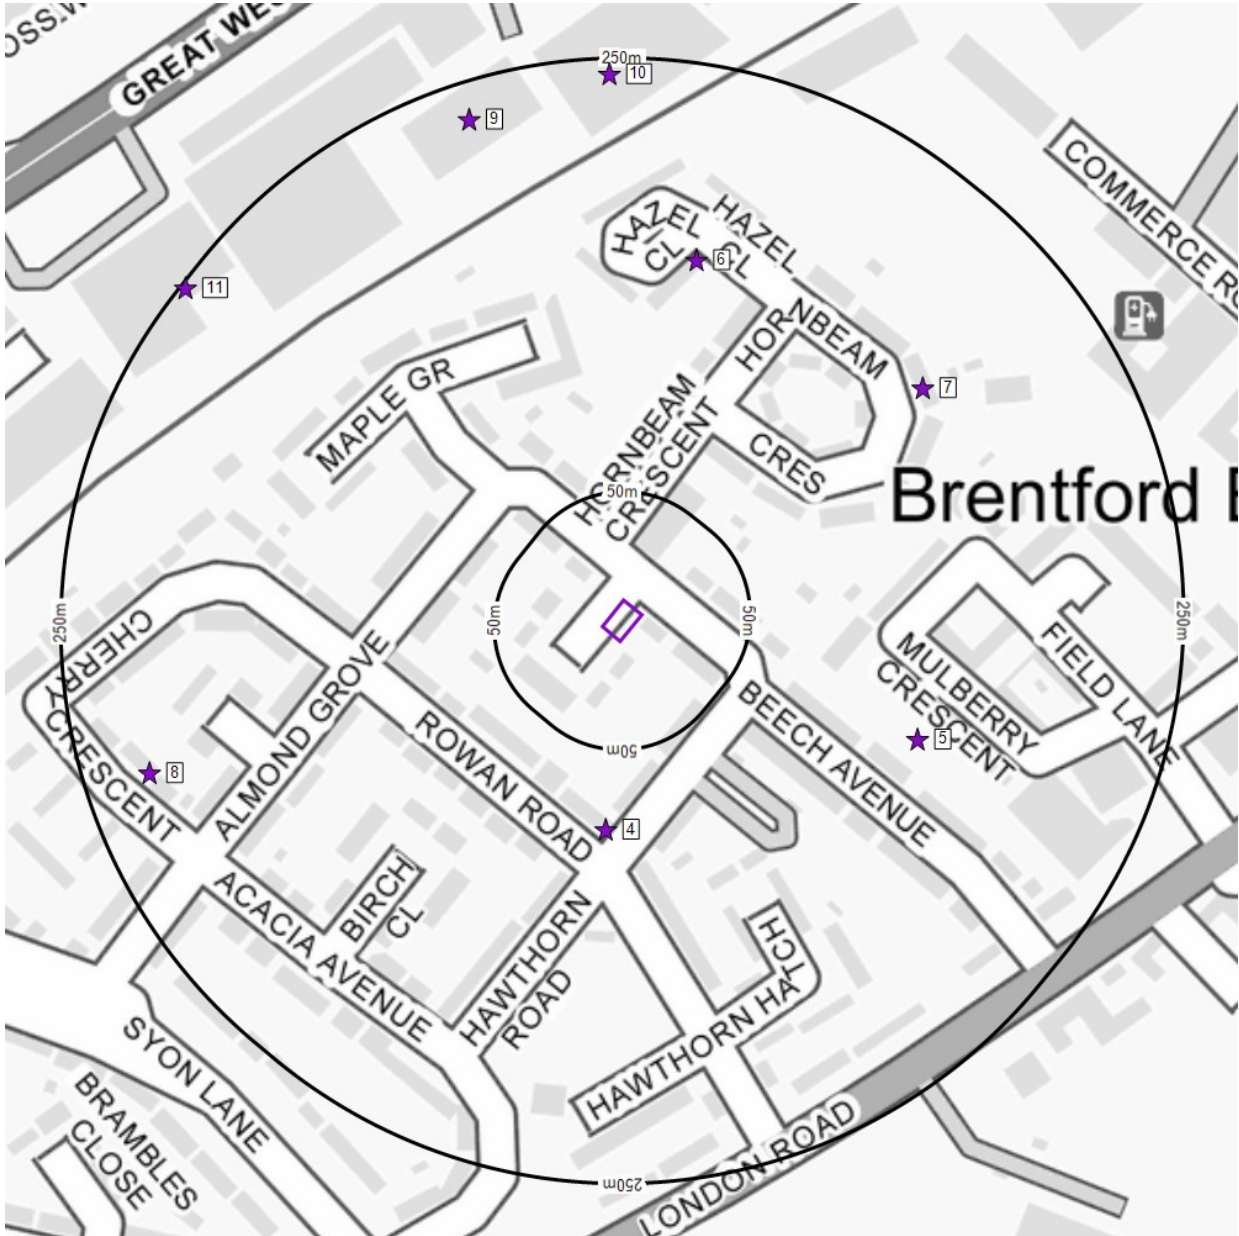 GREAT WE
250m
10
9
COMMERCE RO
HAZEL
CL
HAZEL
CL
6
11
HORNBEAM
CRES
7
MAPLE GR
HORNBEAM
CRESCENT
Brentford E
50m
50m
50m
50m
250m
250m
CHERRY
CRESCENT
8
ALMOND GROVE
ROWAN ROAD
4
BEECH AVENUE
MULBERRY
CRESCENT
5
FIELD LANE
BIRCH
CL
ACACIA AVENUE
HAWTHORN
ROAD
HAWTHORN HATCH
SYON LANE
BRAMBLES
CLOSE
250m
LONDON ROAD